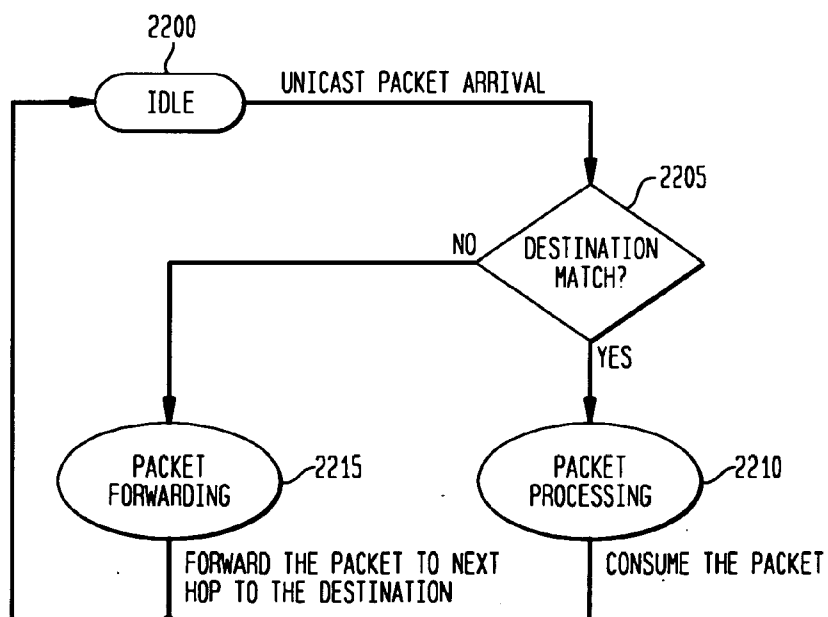 2200
IDLE
UNICAST PACKET ARRIVAL
2205
DESTINATION
MATCH?
NO
YES
PACKET
FORWARDING
2215
PACKET
PROCESSING
2210
FORWARD THE PACKET TO NEXT
HOP TO THE DESTINATION
CONSUME THE PACKET